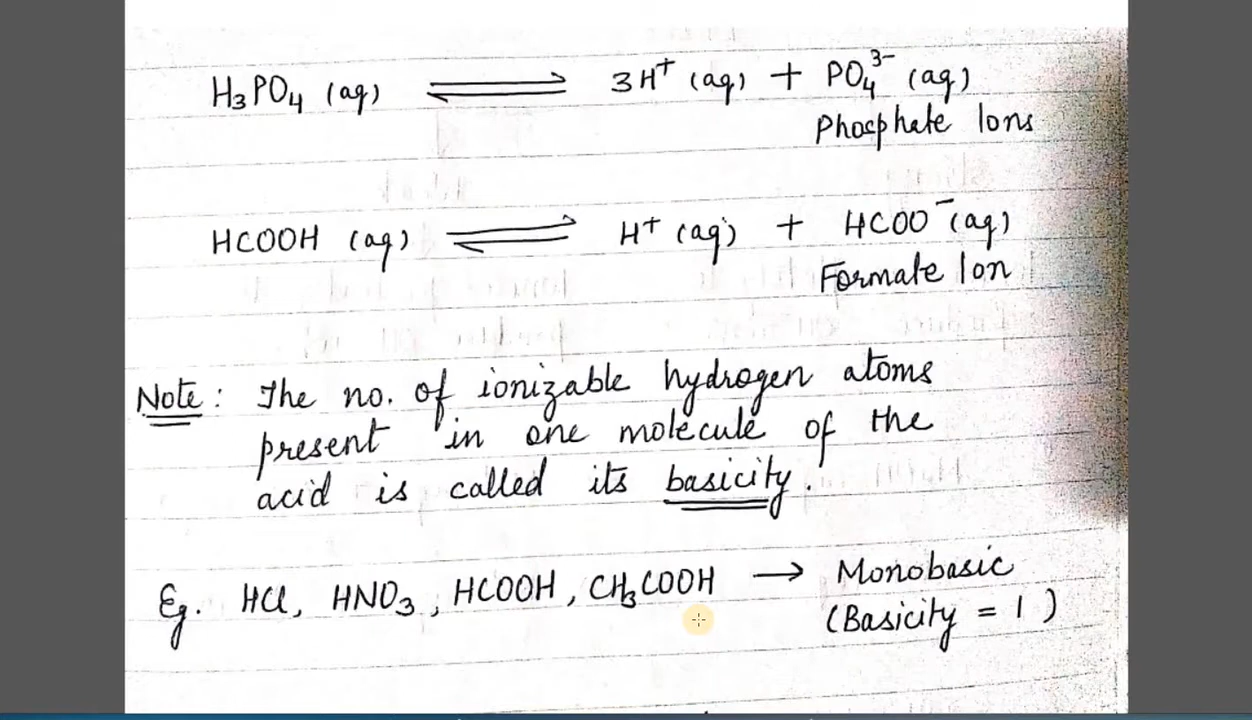 H₃PO₄ (aq) ⇌ 3H⁺ (aq) + PO₄³⁻ (aq)
Phosphate Ions
HCOOH (aq) ⇌ H⁺ (aq) + HCOO⁻ (aq)
Formate Ion
Note : The no. of ionizable hydrogen atoms
present in one molecule of the
acid is called its basicity.
Eg. HCl, HNO₃, HCOOH, CH₃COOH → Monobasic
(Basicity = 1)